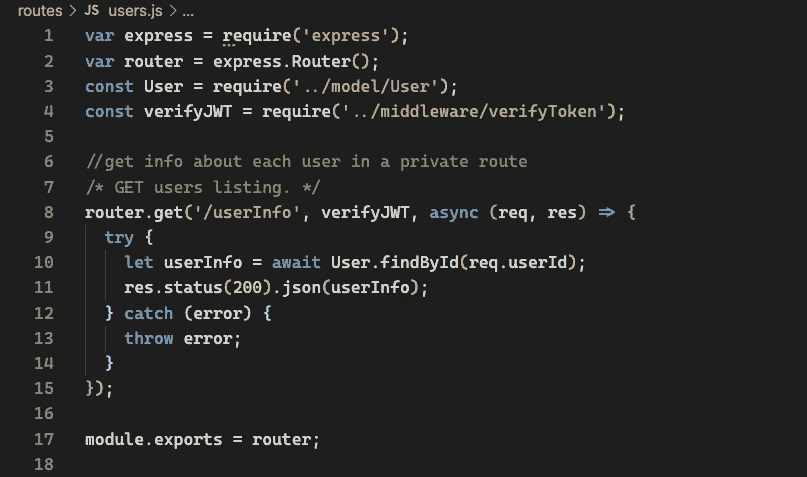 routes > JS users.js > ...
1 var express = require('express');
2 var router = express.Router();
3 const User = require('../model/User');
4 const verifyJWT = require('../middleware/verifyToken');
5
6 //get info about each user in a private route
7 /* GET users listing. */
8 router.get('/userInfo', verifyJWT, async (req, res) => {
9   try {
10     let userInfo = await User.findById(req.userId);
11     res.status(200).json(userInfo);
12   } catch (error) {
13     throw error;
14   }
15 });
16
17 module.exports = router;
18